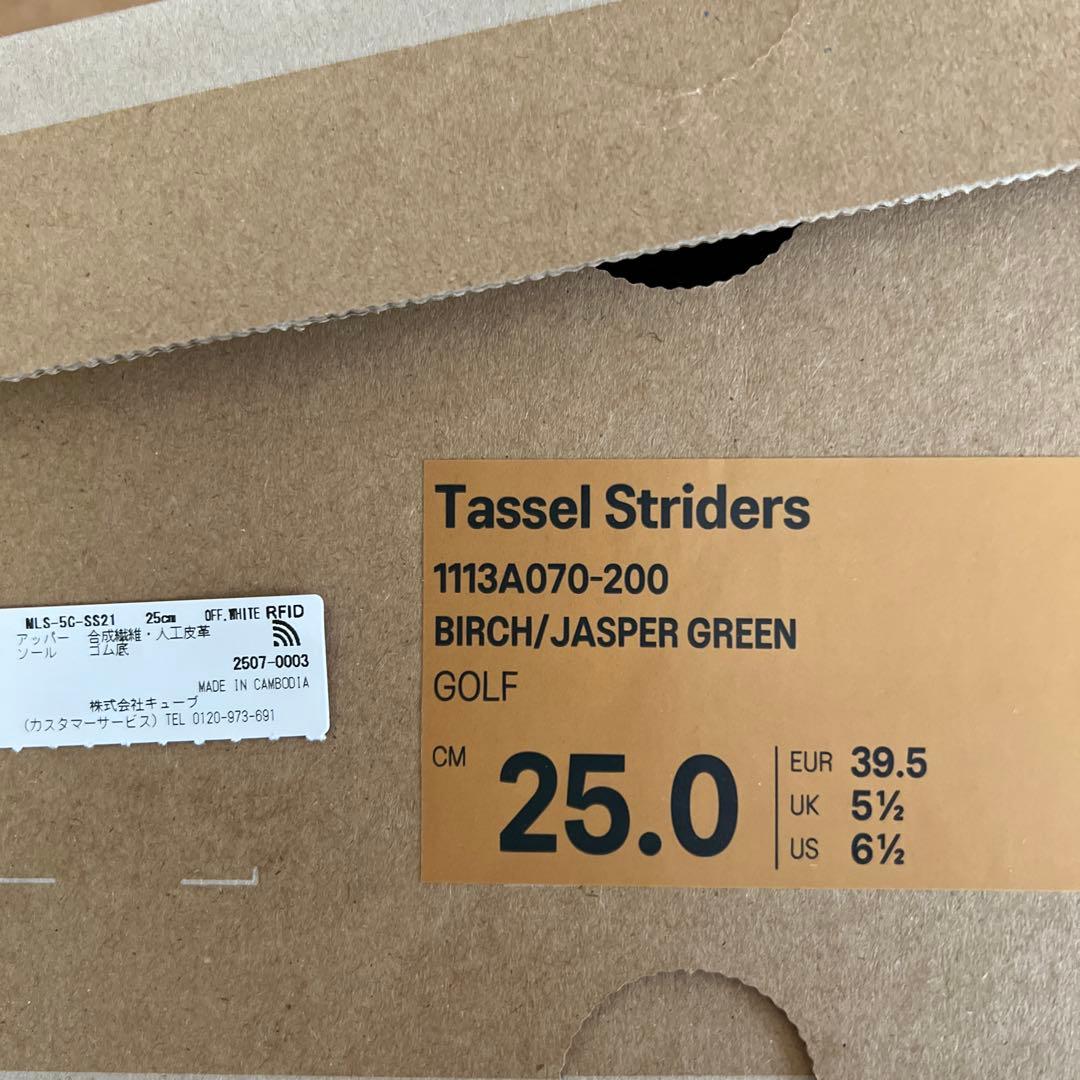 Tassel Striders
1113A070-200
BIRCH/JASPER GREEN
GOLF
CM 25.0
EUR 39.5
UK 5½
US 6½
MLS-5C-SS21 25cm OFF.WHITE RFID
アッパー 合成繊維・人工皮革
ソール ゴム底
2507-0003
MADE IN CAMBODIA
株式会社キューブ
(カスタマーサービス) TEL 0120-973-691